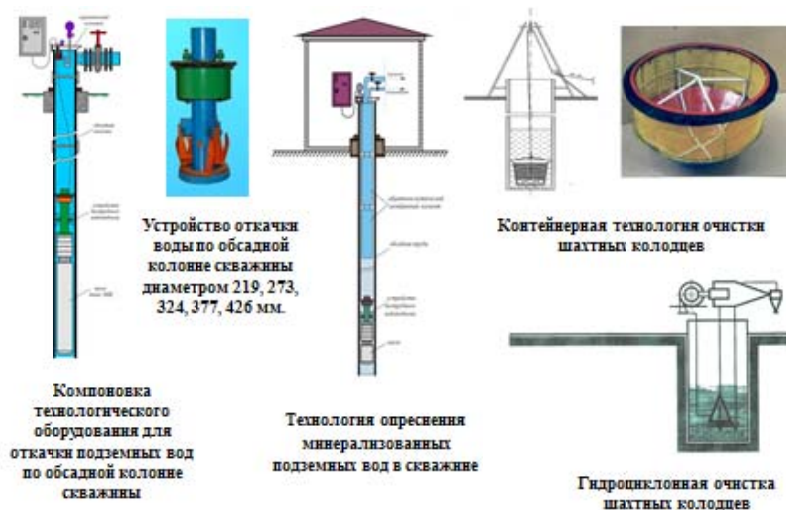 Устройство откачки
воды по обсадной
колонне скважины
диаметром 219, 273,
324, 377, 426 мм.
Контейнерная технология очистки
шахтных колодцев
Компоновка
технологического
оборудования для
откачки подземных вод
по обсадной колонне
скважины
Технология опреснения
минерализованных
подземных вод в скважине
Гидроциклонная очистка
шахтных колодцев